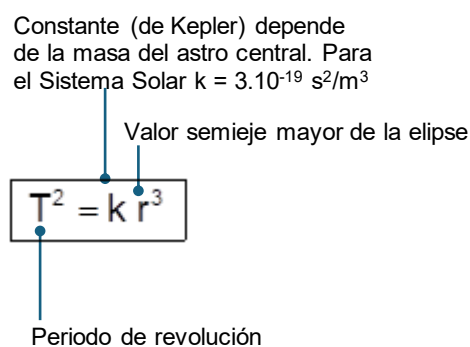 Constante (de Kepler) depende
de la masa del astro central. Para
el Sistema Solar k = 3.10⁻¹⁹ s²/m³
Valor semieje mayor de la elipse
T² = k r³
Periodo de revolución